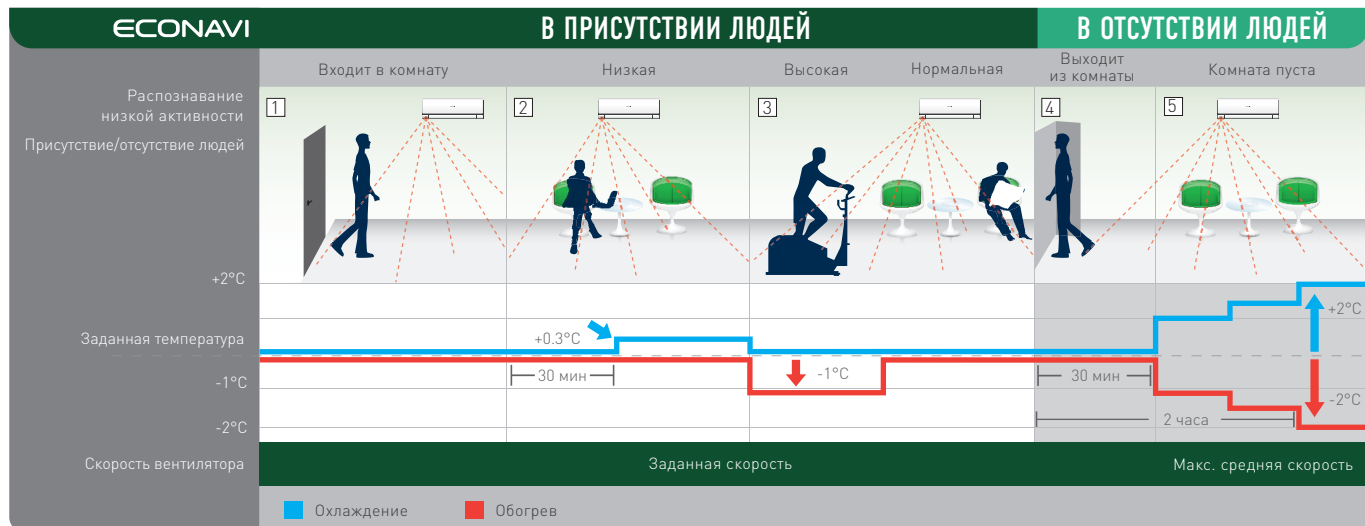 ECONAVI
В ПРИСУТСТВИИ ЛЮДЕЙ
В ОТСУТСТВИИ ЛЮДЕЙ
Входит в комнату
Низкая
Высокая
Нормальная
Выходит
из комнаты
Комната пуста
Распознавание
низкой активности
Присутствие/отсутствие людей
1
2
3
4
5
+2°C
Заданная температура
-1°C
-2°C
+0.3°C
30 мин
-1°C
30 мин
2 часа
+2°C
-2°C
Скорость вентилятора
Заданная скорость
Макс. средняя скорость
Охлаждение
Обогрев